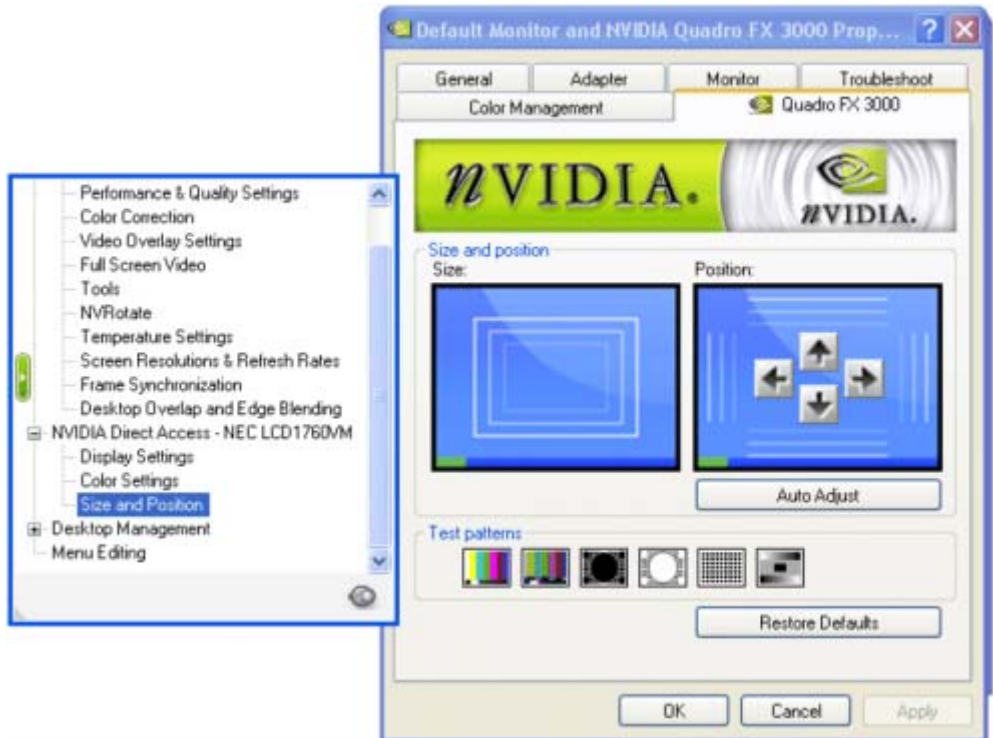 Default Monitor and NVIDIA Quadro FX 3000 Prop...
General
Adapter
Monitor
Troubleshoot
Color Management
Quadro FX 3000
nVIDIA.
nVIDIA.
Performance & Quality Settings
Color Correction
Video Overlay Settings
Full Screen Video
Tools
NVRotate
Temperature Settings
Screen Resolutions & Refresh Rates
Frame Synchronization
Desktop Overlap and Edge Blending
NVIDIA Direct Access - NEC LCD1760VM
Display Settings
Color Settings
Size and Position
Desktop Management
Menu Editing
Size and position
Size:
Position:
Auto Adjust
Test patterns
Restore Defaults
OK
Cancel
Apply